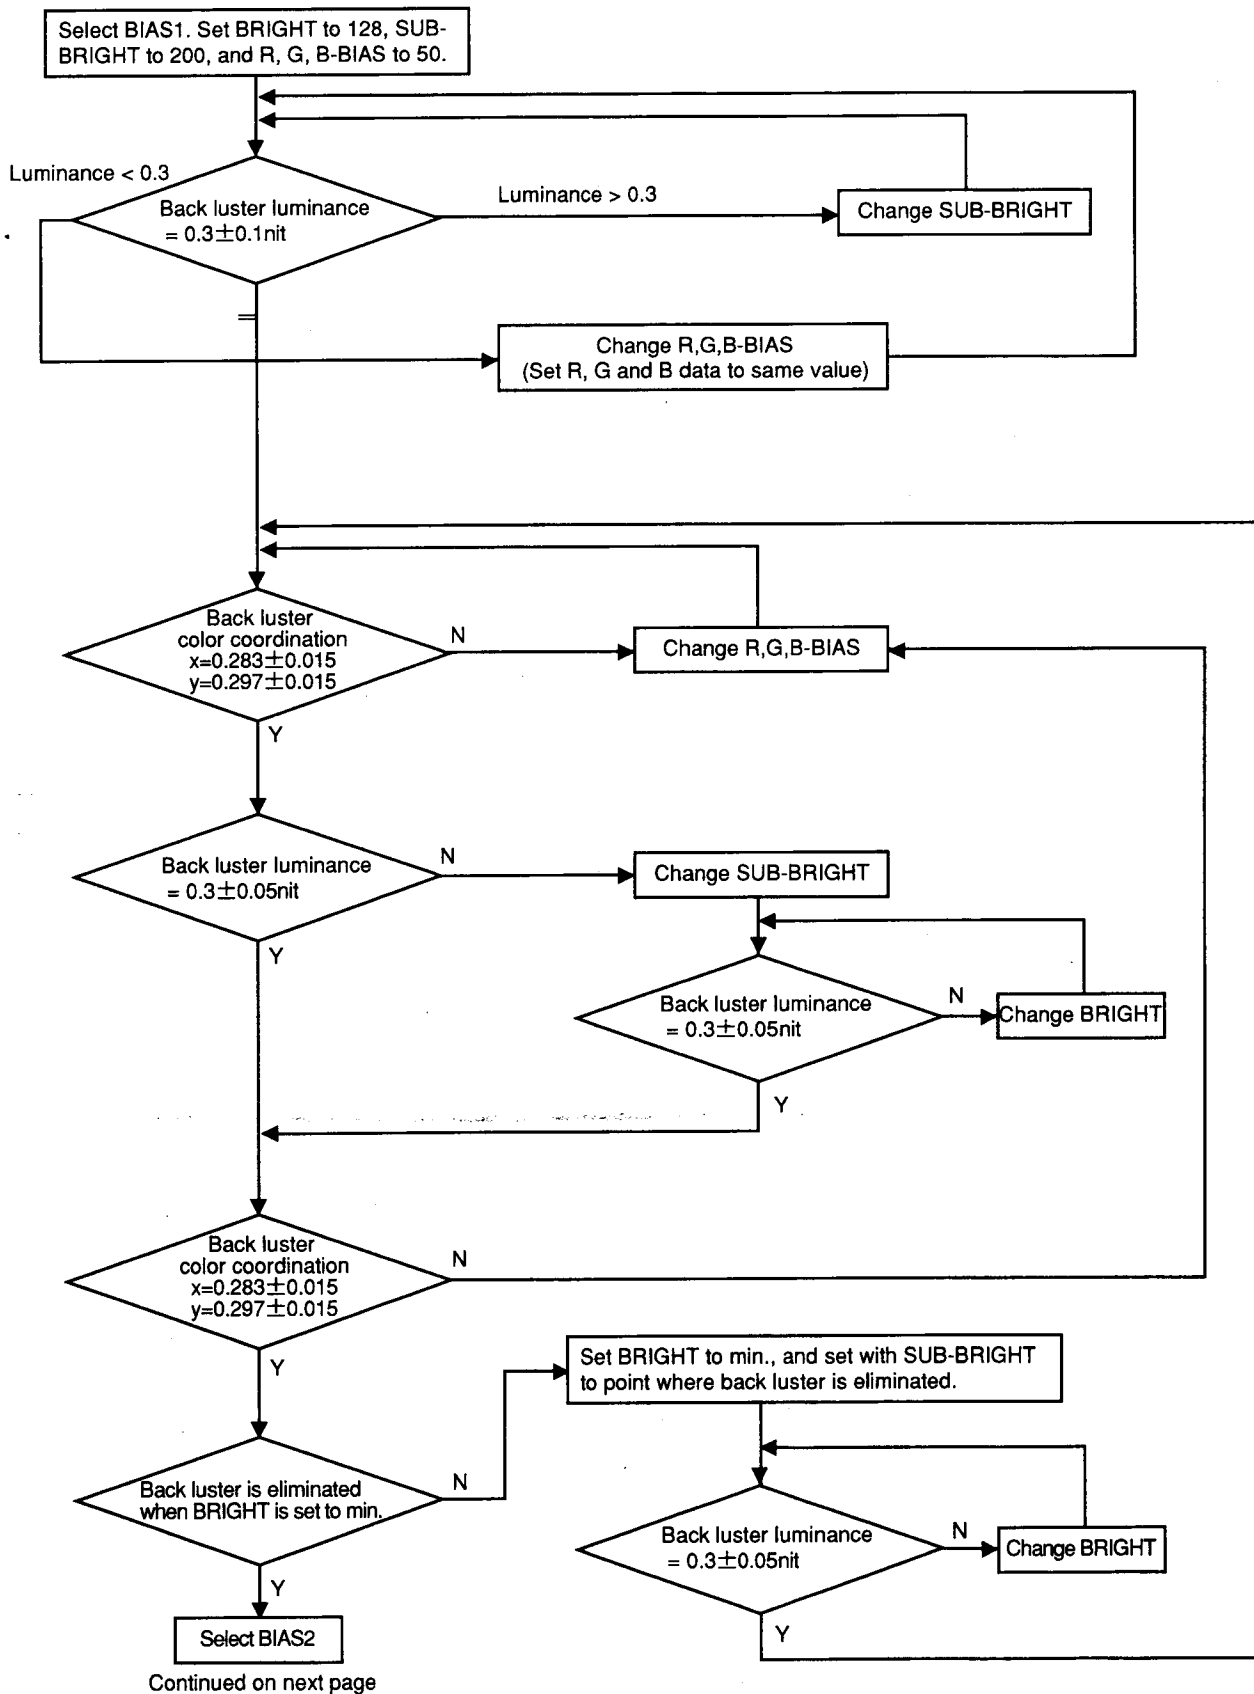 Select BIAS1. Set BRIGHT to 128, SUB-
BRIGHT to 200, and R, G, B-BIAS to 50.
Luminance < 0.3
Luminance > 0.3
Back luster luminance
= 0.3±0.1nit
Change SUB-BRIGHT
=
Change R,G,B-BIAS
(Set R, G and B data to same value)
Back luster
color coordination
x=0.283±0.015
y=0.297±0.015
N
Change R,G,B-BIAS
Y
Back luster luminance
= 0.3±0.05nit
N
Change SUB-BRIGHT
Y
Back luster luminance
= 0.3±0.05nit
N
Change BRIGHT
Y
Back luster
color coordination
x=0.283±0.015
y=0.297±0.015
N
Y
Set BRIGHT to min., and set with SUB-BRIGHT
to point where back luster is eliminated.
Back luster is eliminated
when BRIGHT is set to min.
N
Back luster luminance
= 0.3±0.05nit
N
Change BRIGHT
Y
Y
Select BIAS2
Continued on next page